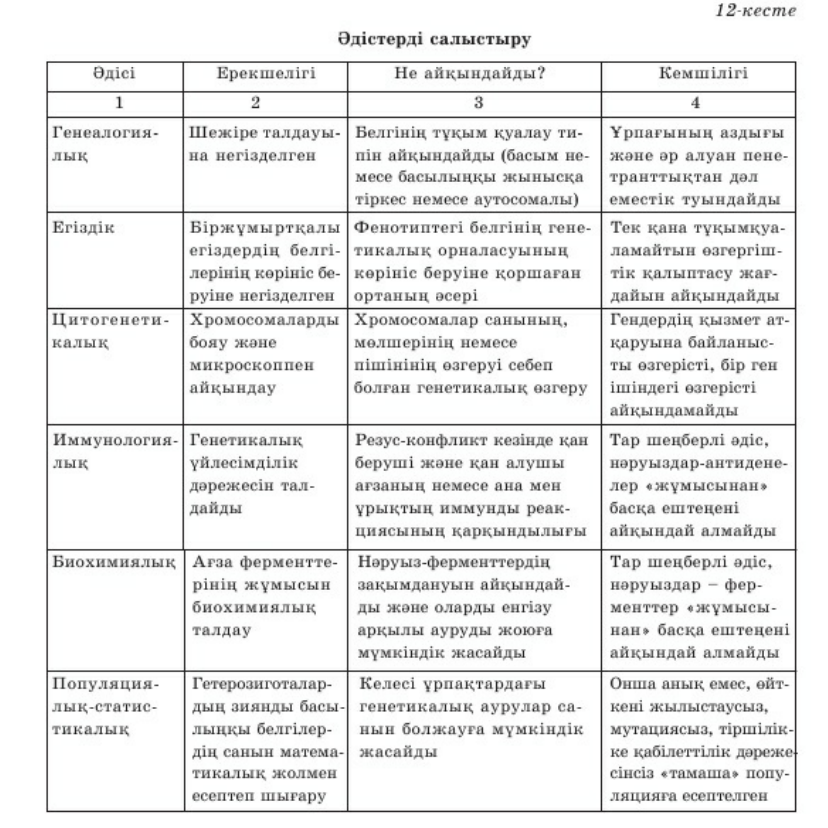 12-кесте
Әдістерді салыстыру
Әдісі
Ерекшелігі
Не айқындайды?
Кемшілігі
1
2
3
4
Генеалогия-
лық
Шежіре талдауы-
на негізделген
Белгінің тұқым қуалау ти-
пін айқындайды (басым не-
месе басылыңқы жынысқа
тіркес немесе аутосомалы)
Ұрпағының аздығы
және әр алуан пене-
транттықтан дәл
еместік туындайды
Егіздік
Біржұмыртқалы
егіздердің белгі-
лерінің көрініс бе-
руіне негізделген
Фенотиптегі белгінің гене-
тикалық орналасуының
көрініс беруіне қоршаған
ортаның әсері
Тек қана тұқымқуа-
ламайтын өзгергіш-
тік қалыптасу жағ-
дайын айқындайды
Цитогенети-
калық
Хромосомаларды
бояу және
микроскоппен
айқындау
Хромосомалар санының,
мөлшерінің немесе
пішінінің өзгеруі себеп
болған генетикалық өзгеру
Гендердің қызмет ат-
қаруына байланыс-
ты өзгерісті, бір ген
ішіндегі өзгерісті
айқындамайды
Иммунология-
лық
Генетикалық
үйлесімділік
дәрежесін тал-
дайды
Резус-конфликт кезінде қан
беруші және қан алушы
ағзаның немесе ана мен
ұрықтың иммунды реак-
циясының қарқындылығы
Тар шеңберлі әдіс,
нәруыздар-антидене-
лер «жұмысынан»
басқа ештеңені
айқындай алмайды
Биохимиялық
Ағза ферментте-
рінің жұмысын
биохимиялық
талдау
Нәруыз-ферменттердің
зақымдануын айқындай-
ды және оларды енгізу
арқылы ауруды жоюға
мүмкіндік жасайды
Тар шеңберлі әдіс,
нәруыздар – фер-
менттер «жұмысы-
нан» басқа ештеңені
айқындай алмайды
Популяция-
лық-статис-
тикалық
Гетерозиготалар-
дың зиянды басы-
лыңқы белгілер-
дің санын матема-
тикалық жолмен
есептеп шығару
Келесі ұрпақтардағы
генетикалық аурулар са-
нын болжауға мүмкіндік
жасайды
Онша анық емес, өйт-
кені жылыстаусыз,
мутациясыз, тіршілік-
ке қабілеттілік дәреже-
сінсіз «тамаша» попу-
ляцияға есептелген